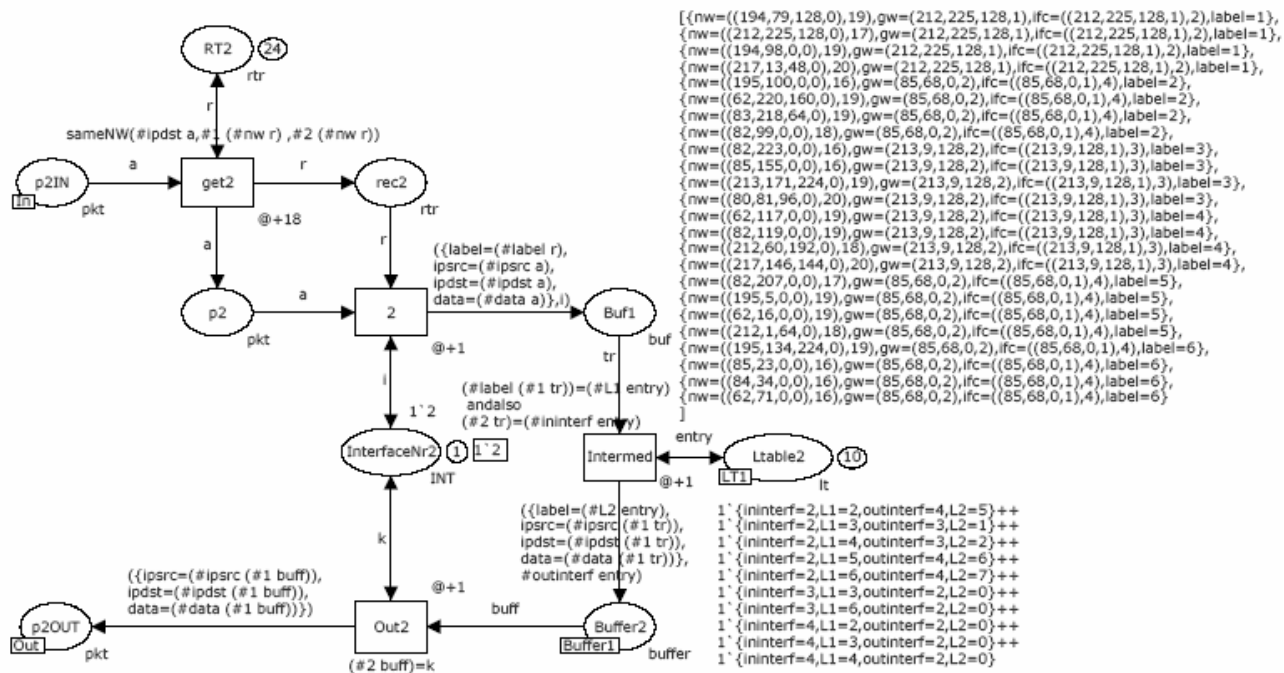 RT2
24
rtr
r
sameNW(#ipdst a,#1 (#nw r) ,#2 (#nw r))
p2IN
In
pkt
a
get2
@+18
r
rec2
rtr
a
r
p2
pkt
a
2
@+1
({label=(#label r),
ipsrc=(#ipsrc a),
ipdst=(#ipdst a),
data=(#data a)},i)
Buf1
buf
i
tr
1`2
InterfaceNr2
1
1`2
INT
(#label (#1 tr))=(#L1 entry)
andalso
(#2 tr)=(#ininterf entry)
Intermed
@+1
entry
Ltable2
LT1
10
lt
({label=(#L2 entry),
ipsrc=(#ipsrc (#1 tr)),
ipdst=(#ipdst (#1 tr)),
data=(#data (#1 tr))},
#outinterf entry)
k
({ipsrc=(#ipsrc (#1 buff)),
ipdst=(#ipdst (#1 buff)),
data=(#data (#1 buff))})
@+1
p2OUT
Out
pkt
Out2
(#2 buff)=k
buff
Buffer2
Buffer1
buffer
[{nw=((194,79,128,0),19),gw=(212,225,128,1),ifc=((212,225,128,1),2),label=1},
{nw=((212,225,128,0),17),gw=(212,225,128,1),ifc=((212,225,128,1),2),label=1},
{nw=((194,98,0,0),19),gw=(212,225,128,1),ifc=((212,225,128,1),2),label=1},
{nw=((217,13,48,0),20),gw=(212,225,128,1),ifc=((212,225,128,1),2),label=1},
{nw=((195,100,0,0),16),gw=(85,68,0,2),ifc=((85,68,0,1),4),label=2},
{nw=((62,220,160,0),19),gw=(85,68,0,2),ifc=((85,68,0,1),4),label=2},
{nw=((83,218,64,0),19),gw=(85,68,0,2),ifc=((85,68,0,1),4),label=2},
{nw=((82,99,0,0),18),gw=(85,68,0,2),ifc=((85,68,0,1),4),label=2},
{nw=((82,223,0,0),16),gw=(213,9,128,2),ifc=((213,9,128,1),3),label=3},
{nw=((85,155,0,0),16),gw=(213,9,128,2),ifc=((213,9,128,1),3),label=3},
{nw=((213,171,224,0),19),gw=(213,9,128,2),ifc=((213,9,128,1),3),label=3},
{nw=((80,81,96,0),20),gw=(213,9,128,2),ifc=((213,9,128,1),3),label=3},
{nw=((62,117,0,0),19),gw=(213,9,128,2),ifc=((213,9,128,1),3),label=4},
{nw=((82,119,0,0),19),gw=(213,9,128,2),ifc=((213,9,128,1),3),label=4},
{nw=((212,60,192,0),18),gw=(213,9,128,2),ifc=((213,9,128,1),3),label=4},
{nw=((217,146,144,0),20),gw=(213,9,128,2),ifc=((213,9,128,1),3),label=4},
{nw=((82,207,0,0),17),gw=(85,68,0,2),ifc=((85,68,0,1),4),label=5},
{nw=((195,5,0,0),19),gw=(85,68,0,2),ifc=((85,68,0,1),4),label=5},
{nw=((62,16,0,0),19),gw=(85,68,0,2),ifc=((85,68,0,1),4),label=5},
{nw=((212,1,64,0),18),gw=(85,68,0,2),ifc=((85,68,0,1),4),label=5},
{nw=((195,134,224,0),19),gw=(85,68,0,2),ifc=((85,68,0,1),4),label=6},
{nw=((85,23,0,0),16),gw=(85,68,0,2),ifc=((85,68,0,1),4),label=6},
{nw=((84,34,0,0),16),gw=(85,68,0,2),ifc=((85,68,0,1),4),label=6},
{nw=((62,71,0,0),16),gw=(85,68,0,2),ifc=((85,68,0,1),4),label=6}
]
1`{ininterf=2,L1=2,outinterf=4,L2=5}++
1`{ininterf=2,L1=3,outinterf=3,L2=1}++
1`{ininterf=2,L1=4,outinterf=3,L2=2}++
1`{ininterf=2,L1=5,outinterf=4,L2=6}++
1`{ininterf=2,L1=6,outinterf=4,L2=7}++
1`{ininterf=3,L1=3,outinterf=2,L2=0}++
1`{ininterf=3,L1=6,outinterf=2,L2=0}++
1`{ininterf=4,L1=2,outinterf=2,L2=0}++
1`{ininterf=4,L1=3,outinterf=2,L2=0}++
1`{ininterf=4,L1=4,outinterf=2,L2=0}